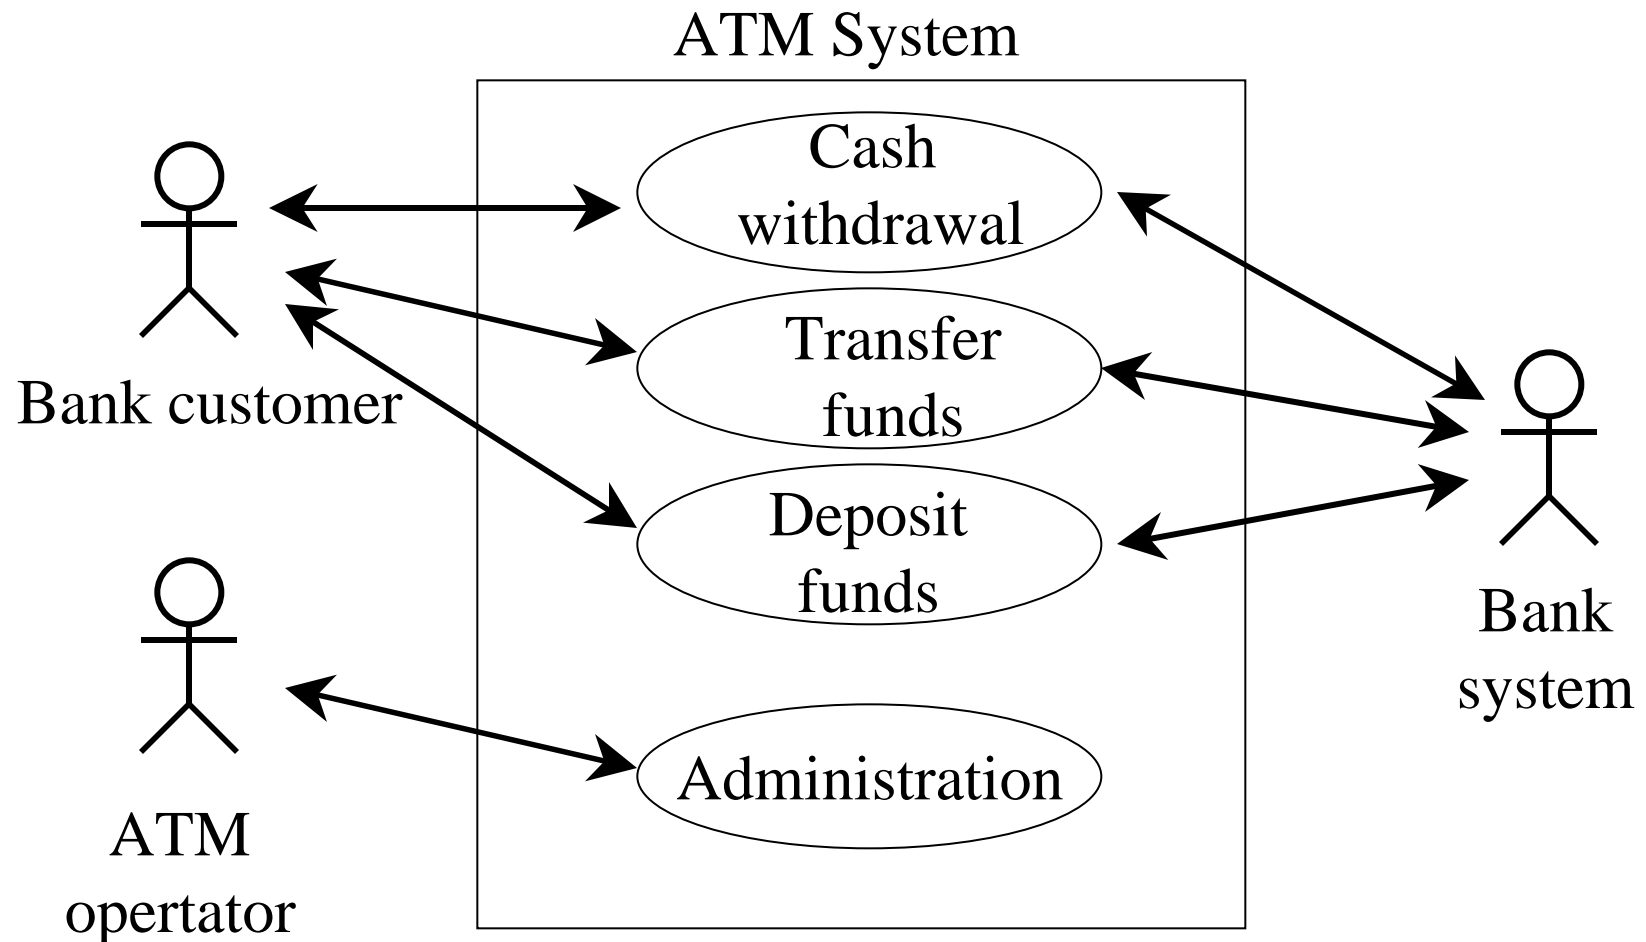 ATM System
Cash
withdrawal
Transfer
funds
Bank customer
Deposit
funds
Bank
system
Administration
ATM
opertator